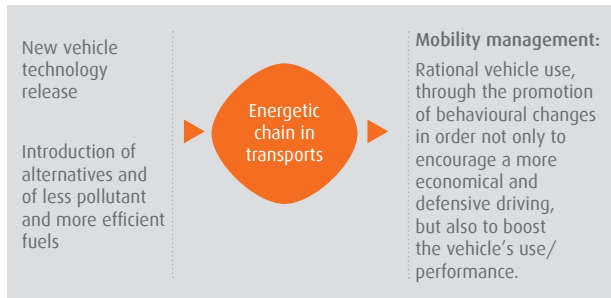 New vehicle
technology
release
Introduction of
alternatives and
of less pollutant
and more efficient
fuels
Energetic
chain in
transports
Mobility management:
Rational vehicle use,
through the promotion
of behavioural changes
in order not only to
encourage a more
economical and
defensive driving,
but also to boost
the vehicle's use/
performance.